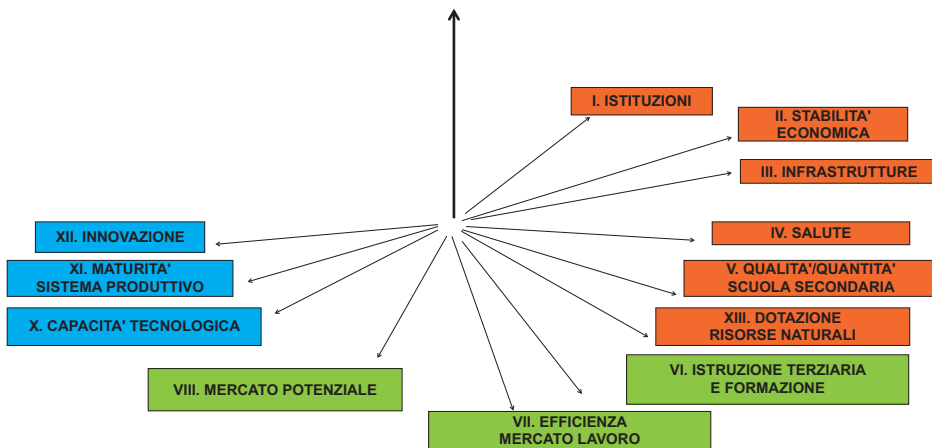 I. ISTITUZIONI
II. STABILITA'
ECONOMICA
III. INFRASTRUTTURE
IV. SALUTE
V. QUALITA'/QUANTITA'
SCUOLA SECONDARIA
XIII. DOTAZIONE
RISORSE NATURALI
VI. ISTRUZIONE TERZIARIA
E FORMAZIONE
VII. EFFICIENZA
MERCATO LAVORO
VIII. MERCATO POTENZIALE
X. CAPACITA' TECNOLOGICA
XI. MATURITA'
SISTEMA PRODUTTIVO
XII. INNOVAZIONE